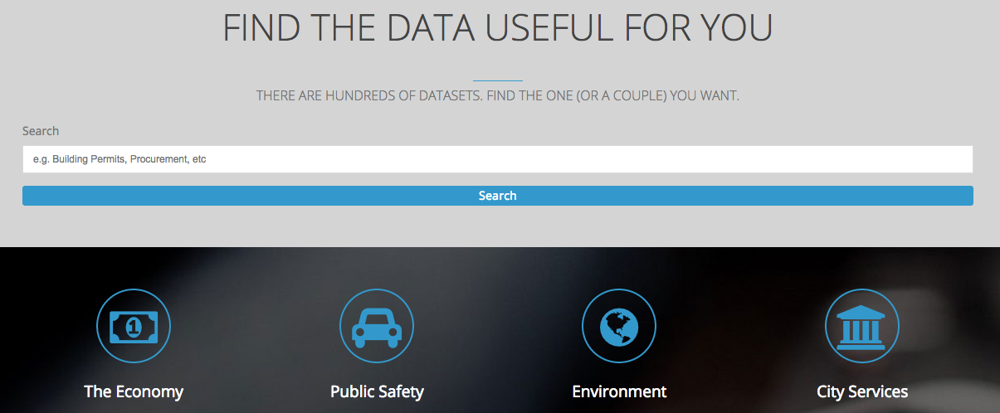 FIND THE DATA USEFUL FOR YOU
THERE ARE HUNDREDS OF DATASETS. FIND THE ONE (OR A COUPLE) YOU WANT.
Search
e.g. Building Permits, Procurement, etc
Search
1
The Economy
Public Safety
Environment
City Services